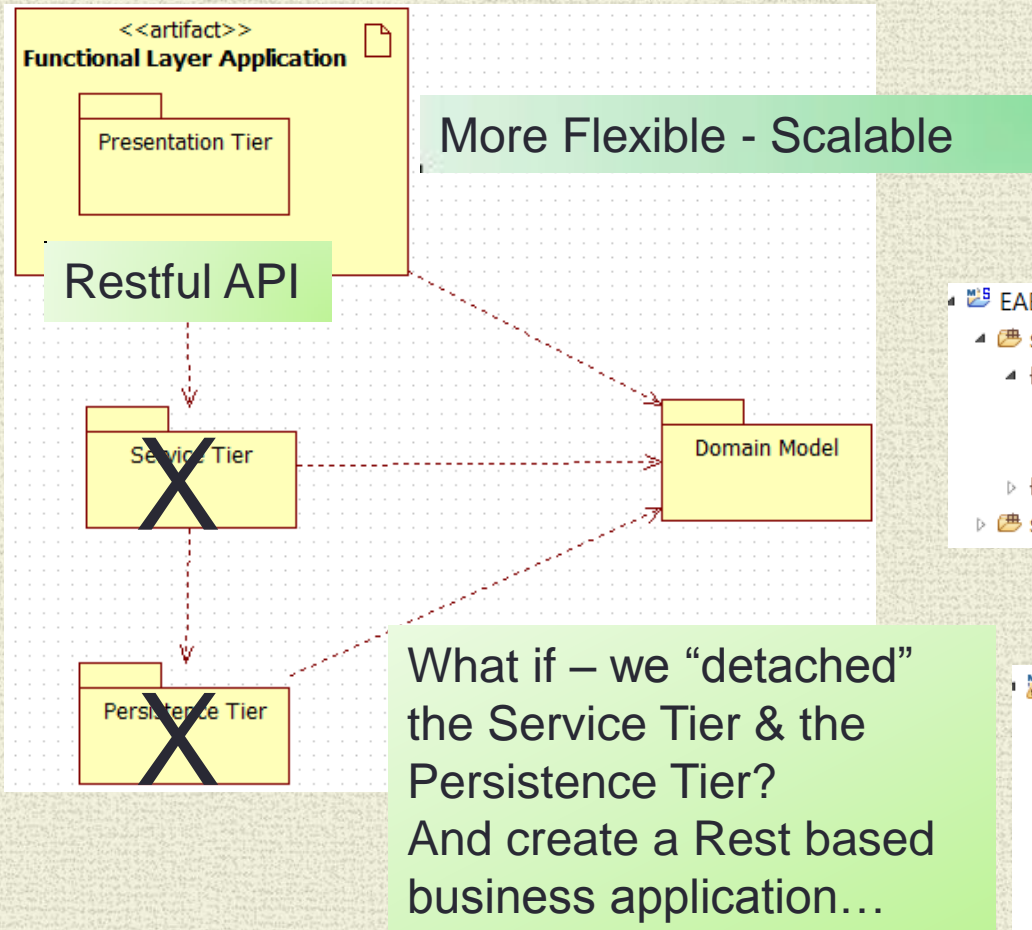 <<artifact>>
Functional Layer Application
Presentation Tier
More Flexible - Scalable
Restful API
Service Tier
X
Domain Model
Persistence Tier
X
What if – we “detached”
the Service Tier & the
Persistence Tier?
And create a Rest based
business application…